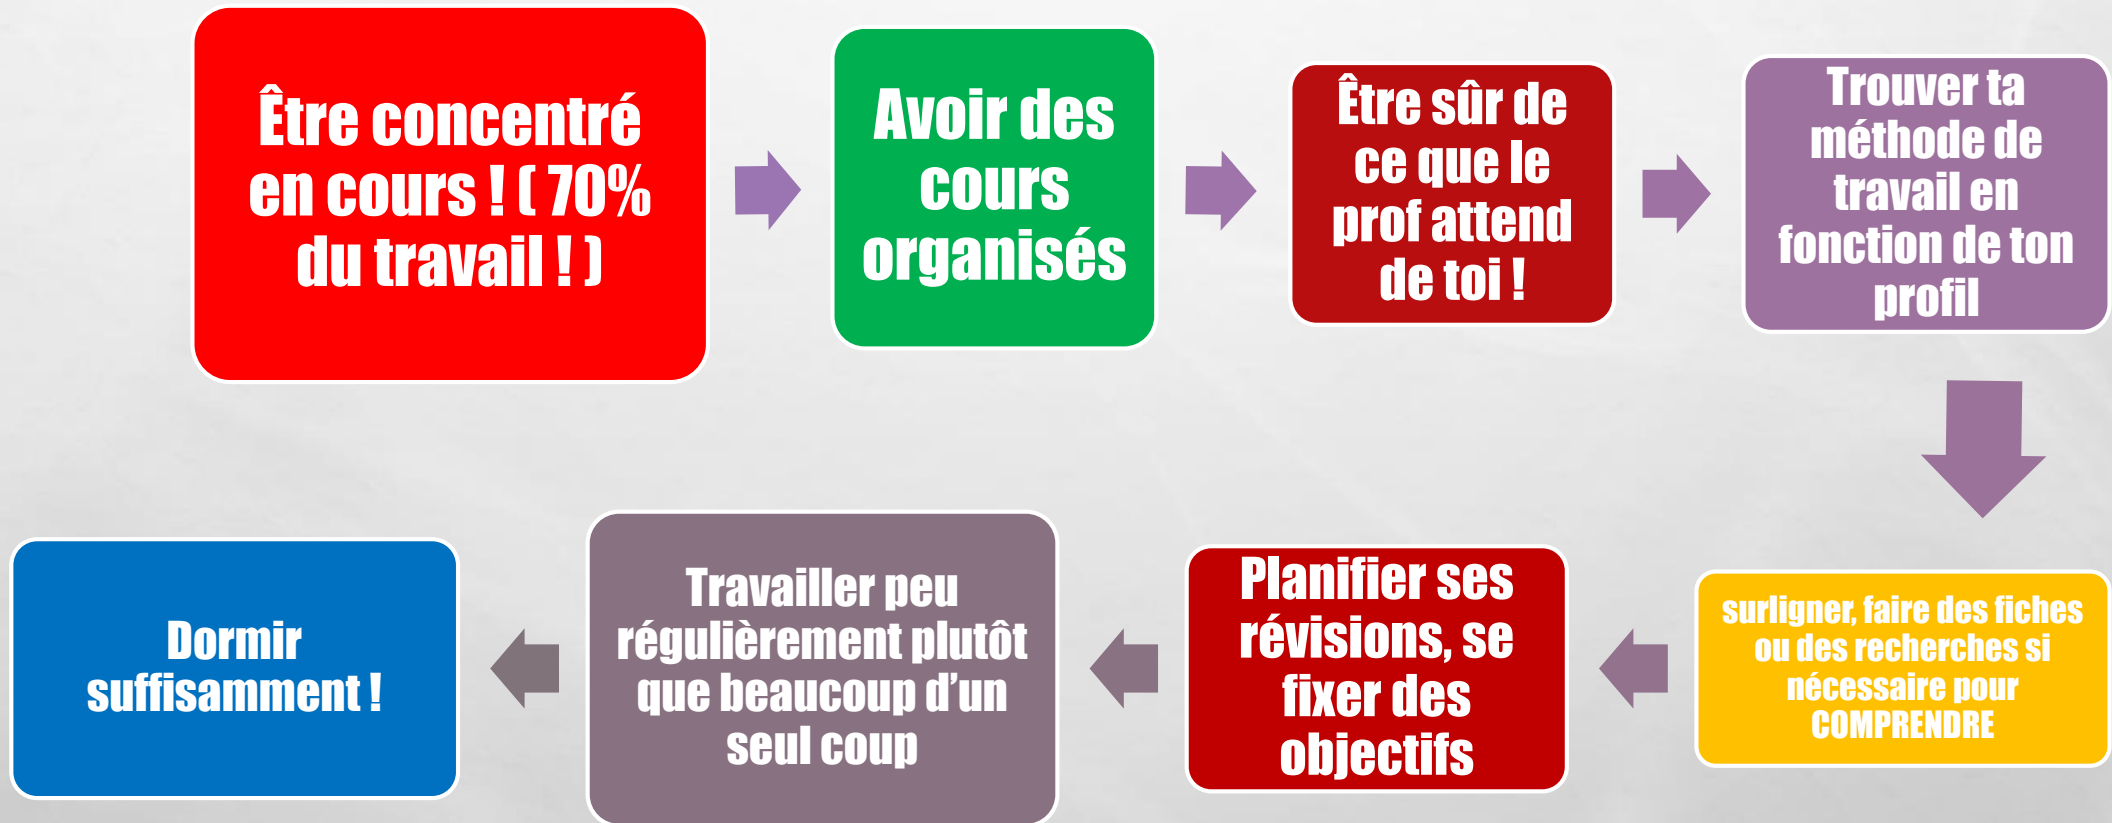 Être concentré
en cours ! ( 70%
du travail ! )
Avoir des
cours
organisés
Être sûr de
ce que le
prof attend
de toi !
Trouver ta
méthode de
travail en
fonction de ton
profil
surligner, faire des fiches
ou des recherches si
nécessaire pour
COMPRENDRE
Planifier ses
révisions, se
fixer des
objectifs
Travailler peu
régulièrement plutôt
que beaucoup d’un
seul coup
Dormir
suffisamment !